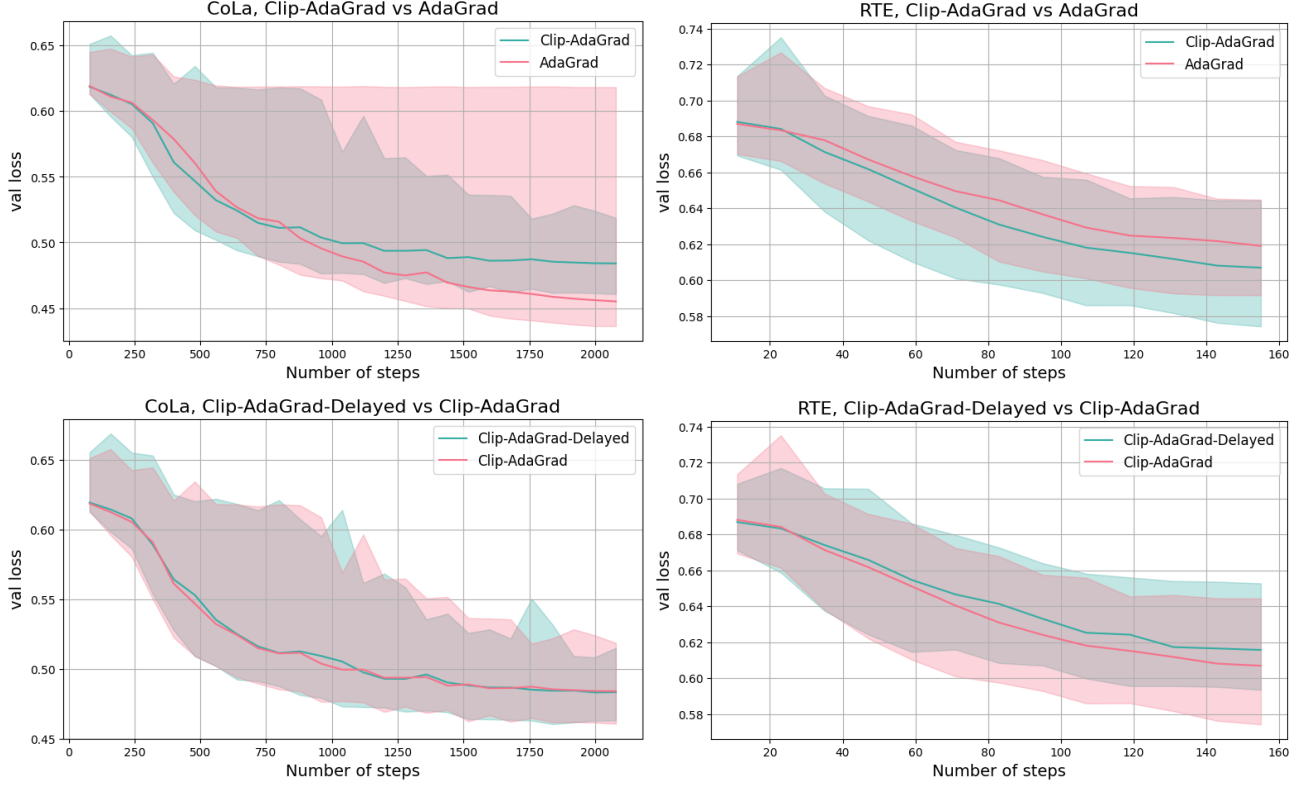 CoLa, Clip-AdaGrad vs AdaGrad
val loss
0.65
0.60
0.55
0.50
0.45
Clip-AdaGrad
AdaGrad
0 250 500 750 1000 1250 1500 1750 2000
Number of steps
RTE, Clip-AdaGrad vs AdaGrad
val loss
0.74
0.72
0.70
0.68
0.66
0.64
0.62
0.60
0.58
Clip-AdaGrad
AdaGrad
20 40 60 80 100 120 140 160
Number of steps
CoLa, Clip-AdaGrad-Delayed vs Clip-AdaGrad
val loss
0.65
0.60
0.55
0.50
0.45
Clip-AdaGrad-Delayed
Clip-AdaGrad
0 250 500 750 1000 1250 1500 1750 2000
Number of steps
RTE, Clip-AdaGrad-Delayed vs Clip-AdaGrad
val loss
0.74
0.72
0.70
0.68
0.66
0.64
0.62
0.60
0.58
Clip-AdaGrad-Delayed
Clip-AdaGrad
20 40 60 80 100 120 140 160
Number of steps